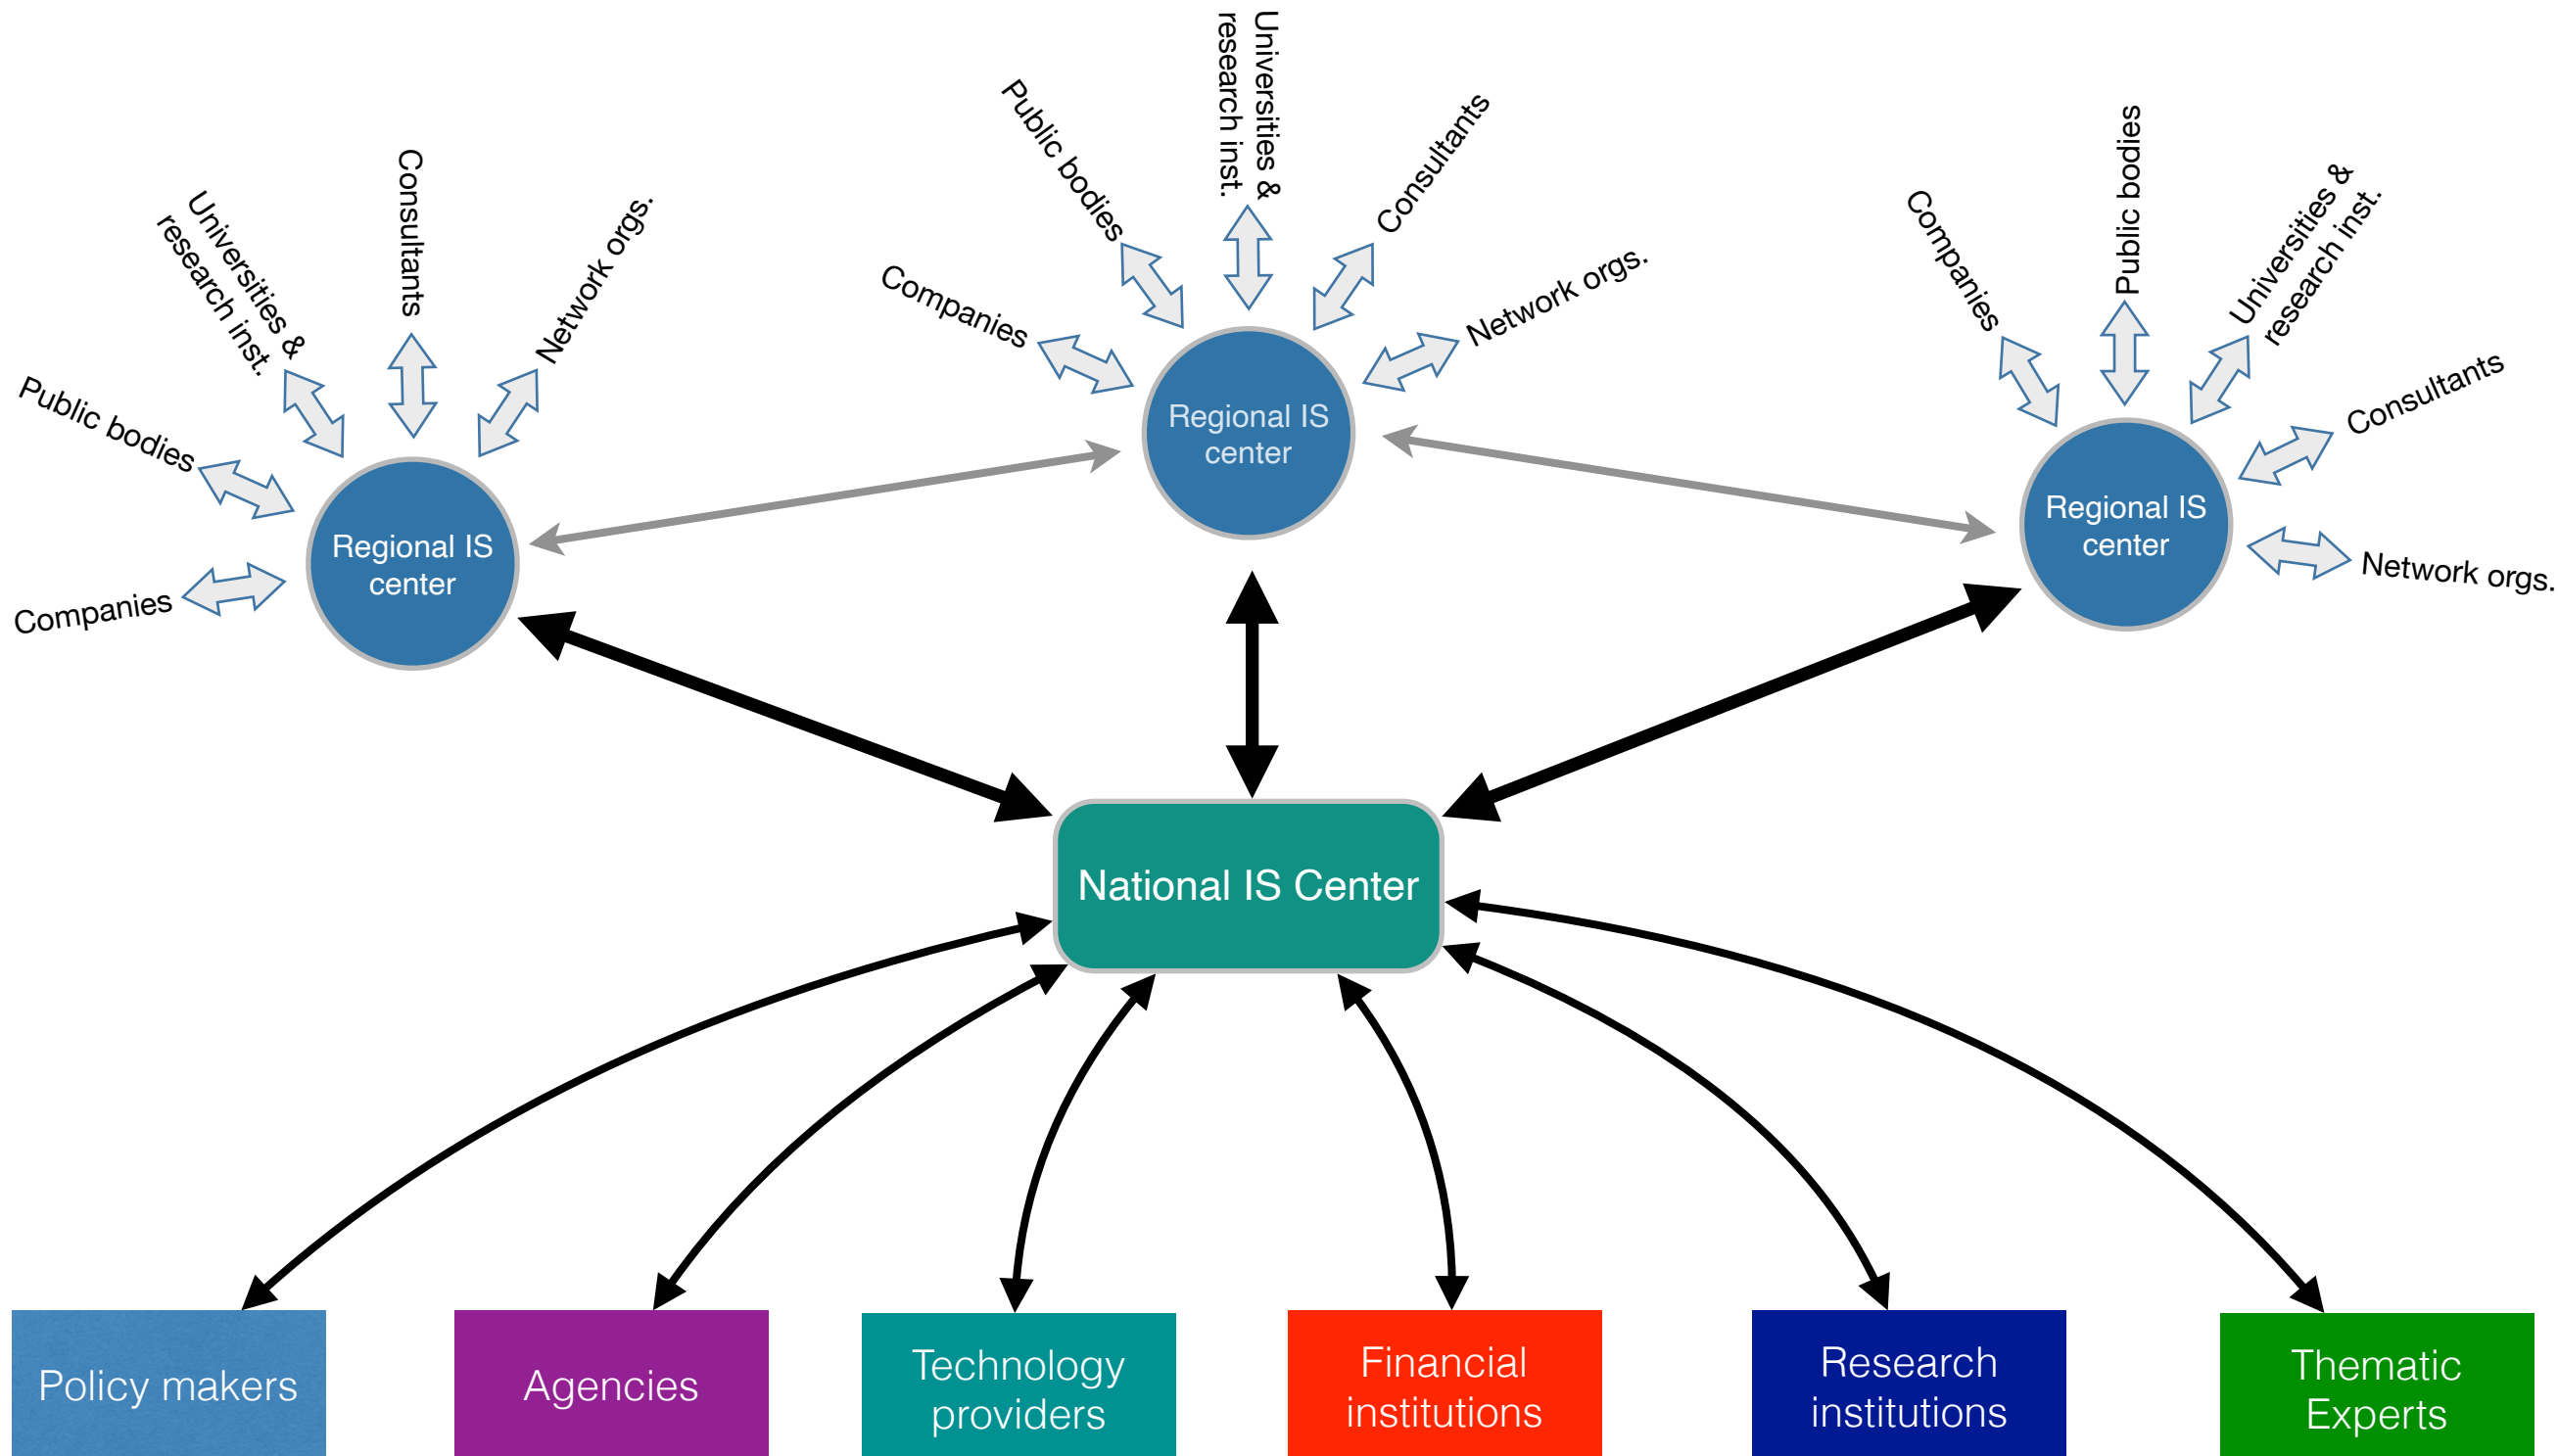 Companies
Public bodies
Universities &
research inst.
Consultants
Network orgs.
Regional IS
center
Companies
Public bodies
Universities &
research inst.
Consultants
Network orgs.
Regional IS
center
Companies
Public bodies
Universities &
research inst.
Consultants
Network orgs.
Regional IS
center
National IS Center
Policy makers
Agencies
Technology
providers
Financial
institutions
Research
institutions
Thematic
Experts